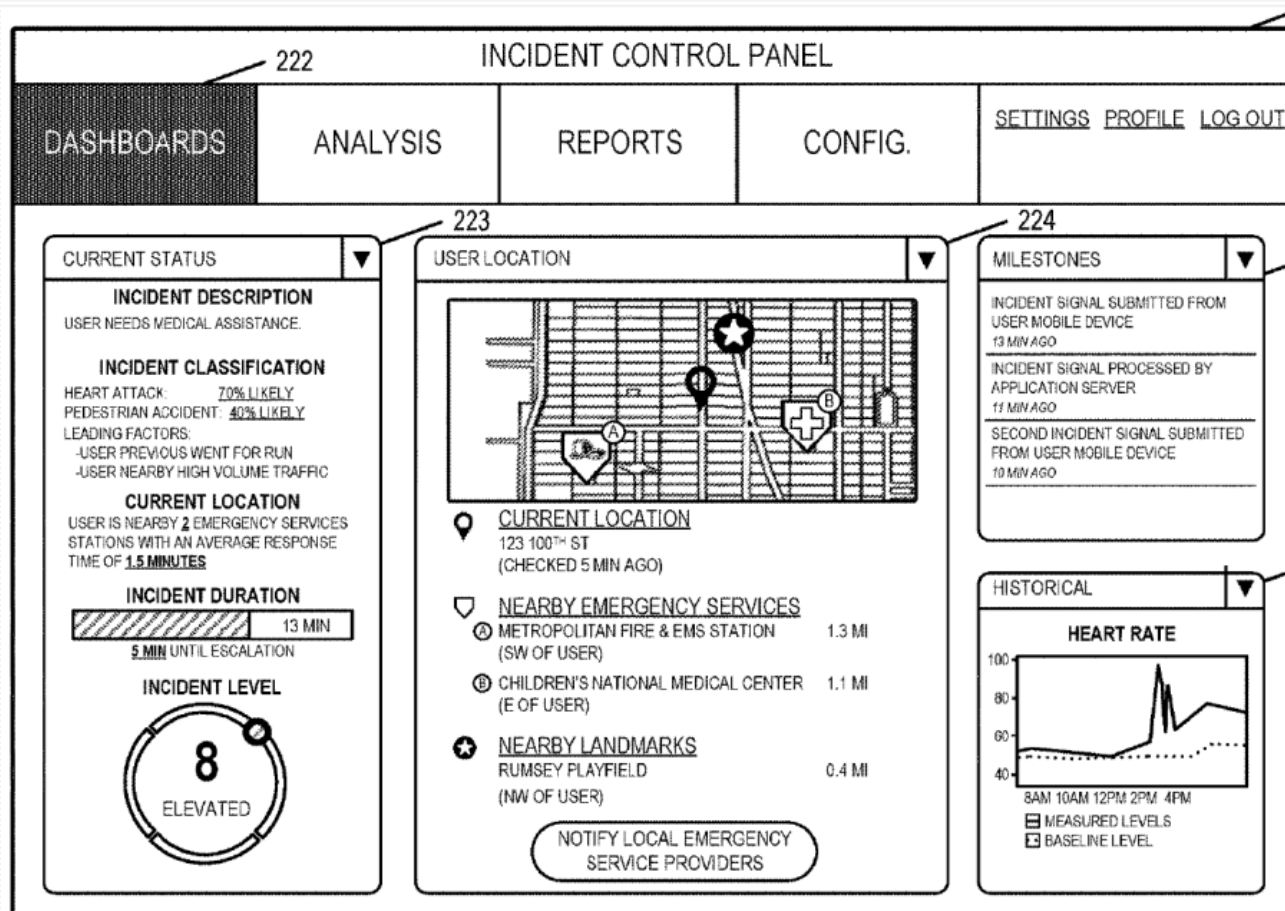 INCIDENT CONTROL PANEL
222
DASHBOARDS
ANALYSIS
REPORTS
CONFIG.
SETTINGS PROFILE LOG OUT
223
CURRENT STATUS
INCIDENT DESCRIPTION
USER NEEDS MEDICAL ASSISTANCE.
INCIDENT CLASSIFICATION
HEART ATTACK: 70% LIKELY
PEDESTRIAN ACCIDENT: 40% LIKELY
LEADING FACTORS:
-USER PREVIOUS WENT FOR RUN
-USER NEARBY HIGH VOLUME TRAFFIC
CURRENT LOCATION
USER IS NEARBY 2 EMERGENCY SERVICES
STATIONS WITH AN AVERAGE RESPONSE
TIME OF 1.5 MINUTES
INCIDENT DURATION
13 MIN
5 MIN UNTIL ESCALATION
INCIDENT LEVEL
8
ELEVATED
224
USER LOCATION
A
B
CURRENT LOCATION
123 100TH ST
(CHECKED 5 MIN AGO)
NEARBY EMERGENCY SERVICES
A METROPOLITAN FIRE & EMS STATION 1.3 MI
(SW OF USER)
B CHILDREN'S NATIONAL MEDICAL CENTER 1.1 MI
(E OF USER)
NEARBY LANDMARKS
RUMSEY PLAYFIELD 0.4 MI
(NW OF USER)
NOTIFY LOCAL EMERGENCY
SERVICE PROVIDERS
MILESTONES
INCIDENT SIGNAL SUBMITTED FROM
USER MOBILE DEVICE
13 MIN AGO
INCIDENT SIGNAL PROCESSED BY
APPLICATION SERVER
11 MIN AGO
SECOND INCIDENT SIGNAL SUBMITTED
FROM USER MOBILE DEVICE
10 MIN AGO
HISTORICAL
HEART RATE
100
80
60
40
8AM 10AM 12PM 2PM 4PM
MEASURED LEVELS
BASELINE LEVEL